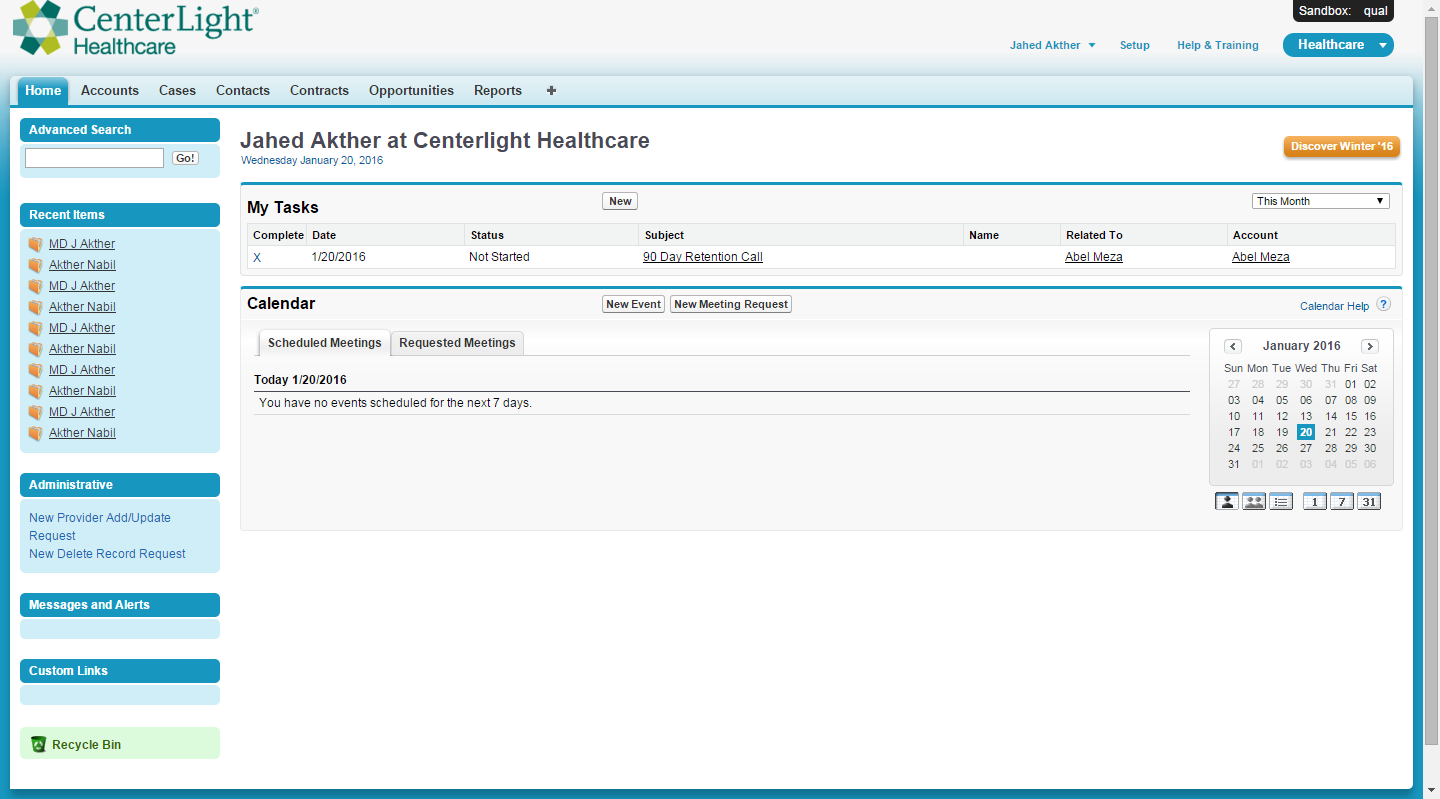 CenterLight®
Healthcare
Sandbox: qual
Jahed Akther Setup Help & Training Healthcare
Home Accounts Cases Contacts Contracts Opportunities Reports
Advanced Search
Go!
Recent Items
MD J Akther
Akther Nabil
MD J Akther
Akther Nabil
MD J Akther
Akther Nabil
MD J Akther
Akther Nabil
MD J Akther
Akther Nabil
Administrative
New Provider Add/Update
Request
New Delete Record Request
Messages and Alerts
Custom Links
Recycle Bin
Jahed Akther at Centerlight Healthcare
Wednesday January 20, 2016
Discover Winter '16
My Tasks New This Month
Complete Date Status Subject Name Related To Account
X 1/20/2016 Not Started 90 Day Retention Call Abel Meza Abel Meza
Calendar New Event New Meeting Request Calendar Help ?
Scheduled Meetings Requested Meetings
Today 1/20/2016
You have no events scheduled for the next 7 days.
January 2016
Sun Mon Tue Wed Thu Fri Sat
27 28 29 30 31 01 02
03 04 05 06 07 08 09
10 11 12 13 14 15 16
17 18 19 20 21 22 23
24 25 26 27 28 29 30
31 01 02 03 04 05 06
1 7 31